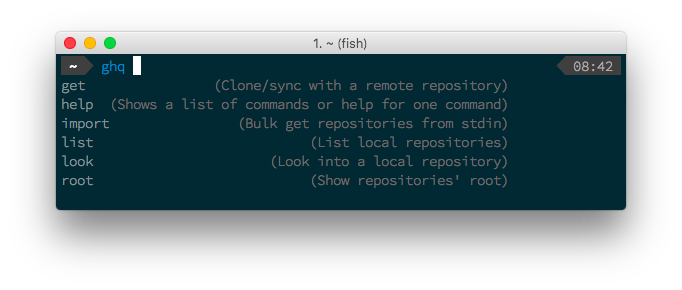 1. ~ (fish)
~ ghq 08:42
get (Clone/sync with a remote repository)
help (Shows a list of commands or help for one command)
import (Bulk get repositories from stdin)
list (List local repositories)
look (Look into a local repository)
root (Show repositories' root)